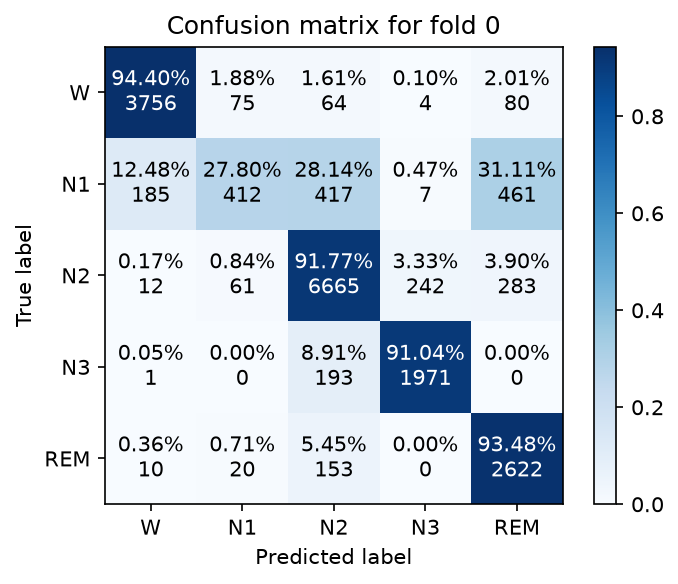 Confusion matrix for fold 0
W
94.40% 1.88% 1.61% 0.10% 2.01%
3756 75 64 4 80
N1
12.48% 27.80% 28.14% 0.47% 31.11%
185 412 417 7 461
N2
0.17% 0.84% 91.77% 3.33% 3.90%
12 61 6665 242 283
N3
0.05% 0.00% 8.91% 91.04% 0.00%
1 0 193 1971 0
REM
0.36% 0.71% 5.45% 0.00% 93.48%
10 20 153 0 2622
W N1 N2 N3 REM
Predicted label
True label
0.8
0.6
0.4
0.2
0.0